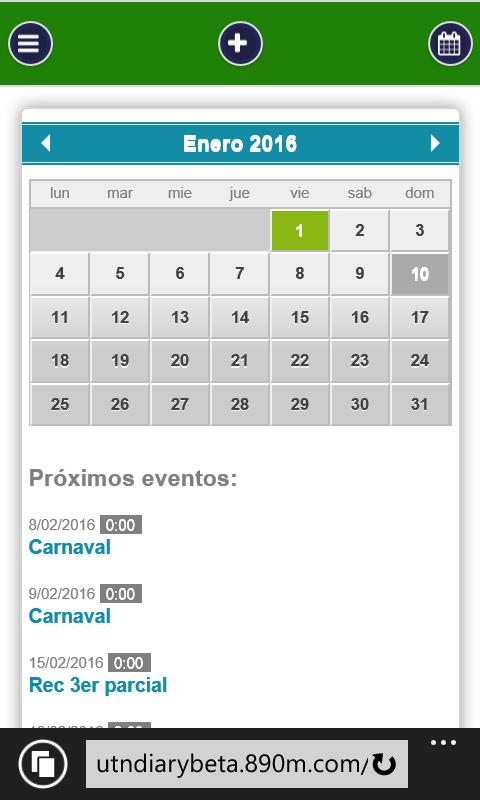 Enero 2016
lun mar mie jue vie sab dom
1 2 3
4 5 6 7 8 9 10
11 12 13 14 15 16 17
18 19 20 21 22 23 24
25 26 27 28 29 30 31
Próximos eventos:
8/02/2016 0:00
Carnaval
9/02/2016 0:00
Carnaval
15/02/2016 0:00
Rec 3er parcial
utndiarybeta.890m.com/